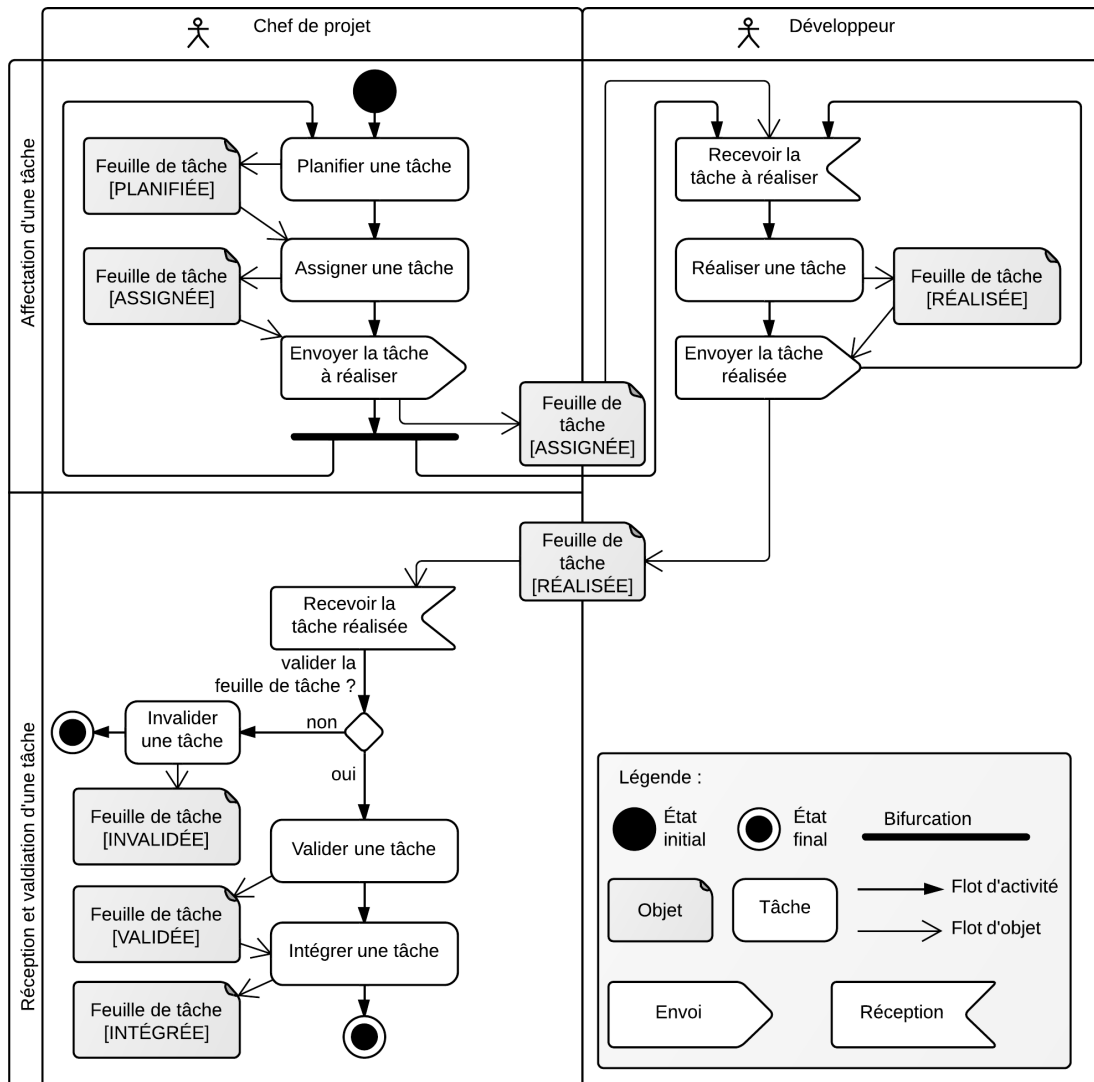 Chef de projet
Développeur
Affectation d'une tâche
Planifier une tâche
Feuille de tâche
[PLANIFIÉE]
Assigner une tâche
Feuille de tâche
[ASSIGNÉE]
Envoyer la tâche
à réaliser
Feuille de
tâche
[ASSIGNÉE]
Recevoir la
tâche à réaliser
Réaliser une tâche
Feuille de tâche
[RÉALISÉE]
Envoyer la tâche
réalisée
Feuille de
tâche
[RÉALISÉE]
Réception et valdiation d'une tâche
Recevoir la
tâche réalisée
valider la
feuille de tâche ?
non
Invalider
une tâche
oui
Feuille de tâche
[INVALIDÉE]
Valider une tâche
Feuille de tâche
[VALIDÉE]
Intégrer une tâche
Feuille de tâche
[INTÉGRÉE]
Légende :
État
initial
État
final
Bifurcation
Objet
Tâche
Flot d'activité
Flot d'objet
Envoi
Réception